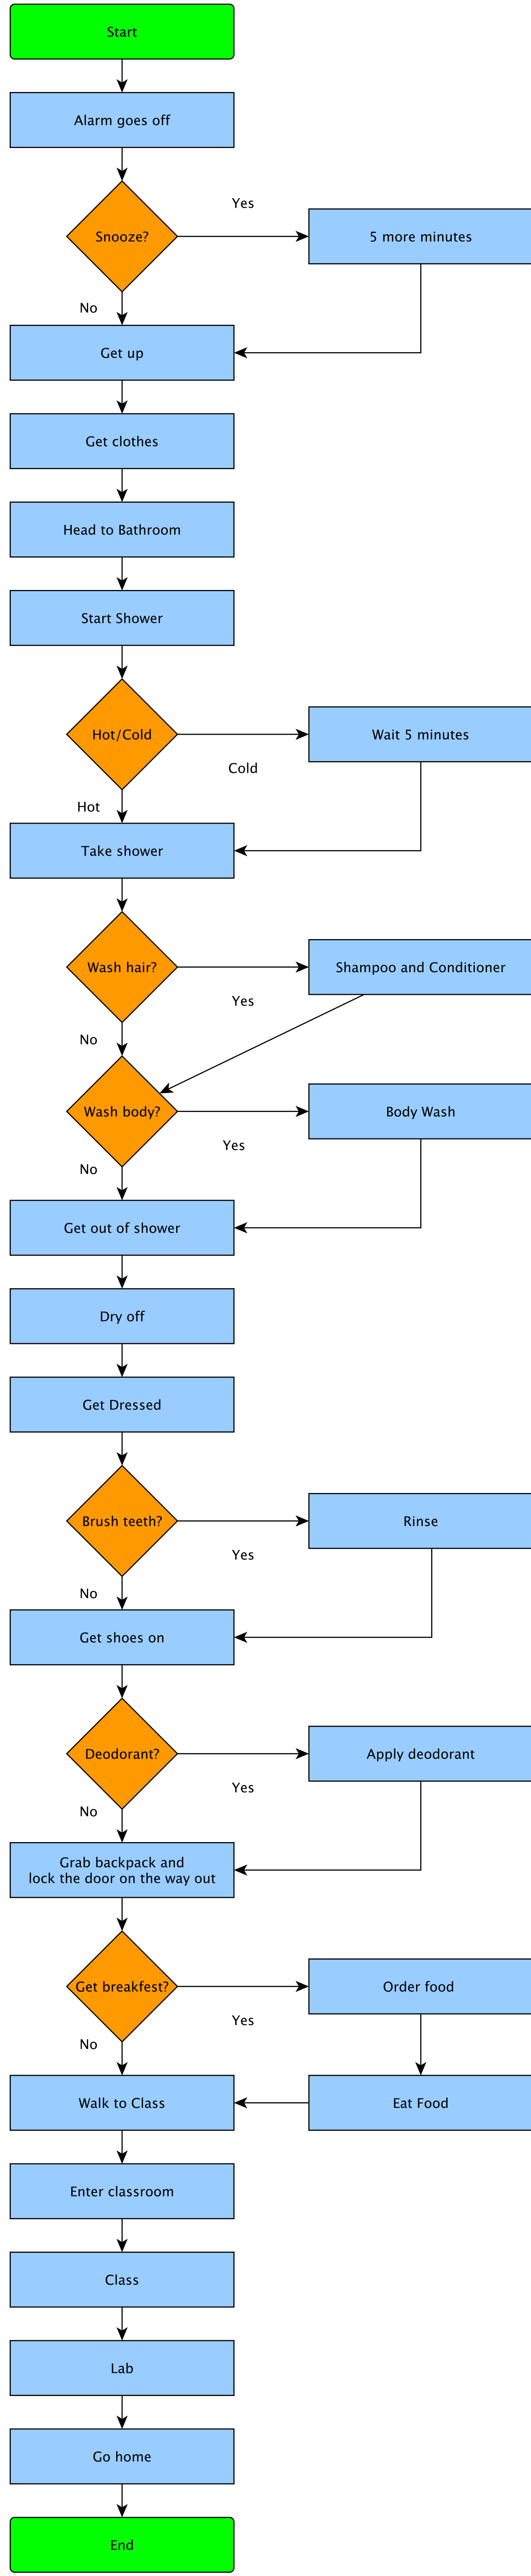 Start
Alarm goes off
Yes
Snooze?
5 more minutes
No
Get up
Get clothes
Head to Bathroom
Start Shower
Hot/Cold
Wait 5 minutes
Cold
Hot
Take shower
Wash hair?
Shampoo and Conditioner
Yes
No
Wash body?
Body Wash
Yes
No
Get out of shower
Dry off
Get Dressed
Brush teeth?
Rinse
Yes
No
Get shoes on
Deodorant?
Apply deodorant
Yes
No
Grab backpack and
lock the door on the way out
Get breakfest?
Order food
Yes
No
Walk to Class
Eat Food
Enter classroom
Class
Lab
Go home
End